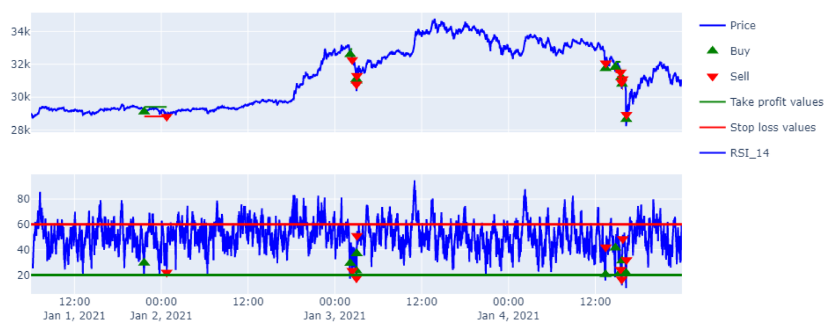 34k
32k
30k
28k
Price
Buy
Sell
Take profit values
Stop loss values
RSI_14
80
60
40
20
12:00 00:00 12:00 00:00 12:00 00:00 12:00
Jan 1, 2021 Jan 2, 2021 Jan 3, 2021 Jan 4, 2021